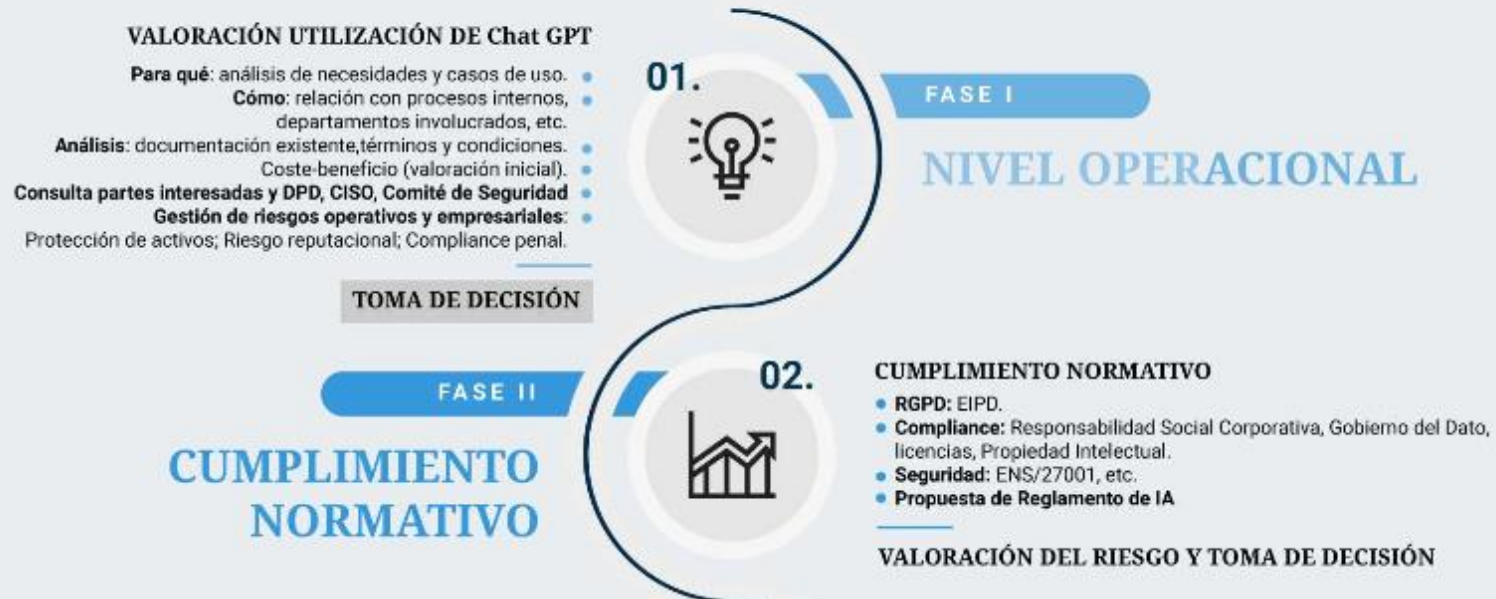 VALORACIÓN UTILIZACIÓN DE Chat GPT
Para qué: análisis de necesidades y casos de uso.
Cómo: relación con procesos internos,
departamentos involucrados, etc.
Análisis: documentación existente,términos y condiciones.
Coste-beneficio (valoración inicial).
Consulta partes interesadas y DPD, CISO, Comité de Seguridad
Gestión de riesgos operativos y empresariales:
Protección de activos; Riesgo reputacional; Compliance penal.
TOMA DE DECISIÓN
01.
FASE I
NIVEL OPERACIONAL
FASE II
CUMPLIMIENTO
NORMATIVO
02.
CUMPLIMIENTO NORMATIVO
RGPD: EIPD.
Compliance: Responsabilidad Social Corporativa, Gobierno del Dato,
licencias, Propiedad Intelectual.
Seguridad: ENS/27001, etc.
Propuesta de Reglamento de IA
VALORACIÓN DEL RIESGO Y TOMA DE DECISIÓN